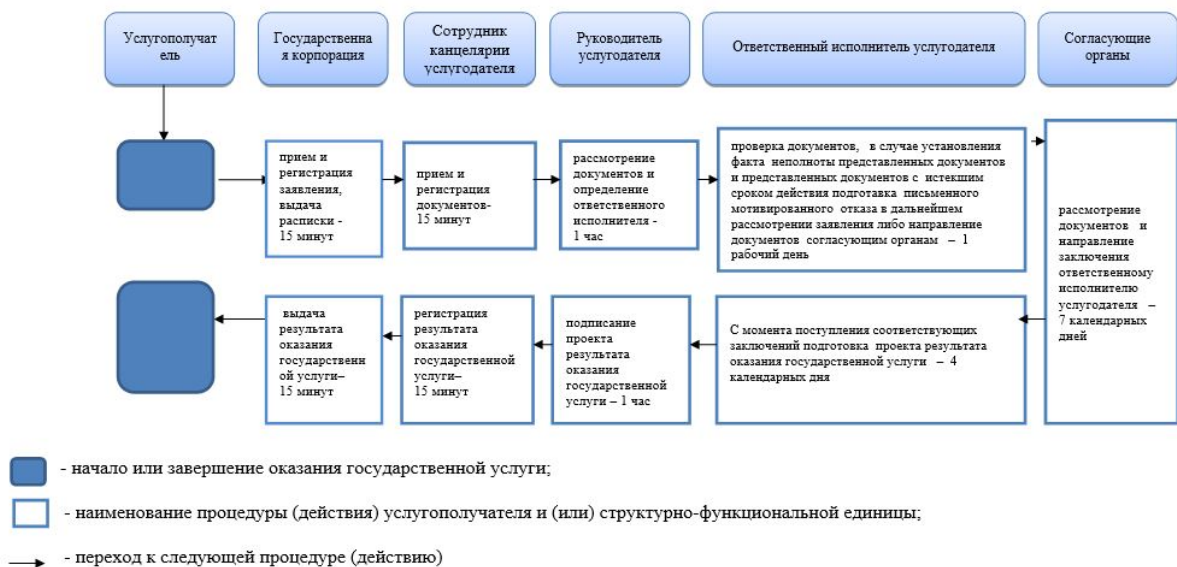 Услугополучат
ель
Государственна
я корпорация
Сотрудник
канцелярии
услугодателя
Руководитель
услугодателя
Ответственный исполнитель услугодателя
Согласующие
органы
прием и
регистрация
заявления,
выдача
расписки -
15 минут
прием и
регистрация
документов-
15 минут
рассмотрение
документов и
определение
ответственного
исполнителя -
1 час
проверка документов, в случае установления
факта неполноты представленных документов
и представленных документов с истекшим
сроком действия подготовка письменного
мотивированного отказа в дальнейшем
рассмотрении заявления либо направление
документов согласующим органам – 1
рабочий день
рассмотрение
документов и
направление
заключения
ответственному
исполнителю
услугодателя –
7 календарных
дней
выдача
результата
оказания
государственн
ой услуги–
15 минут
регистрация
результата
оказания
государственной
услуги–
15 минут
подписание
проекта
результата
оказания
государственной
услуги – 1 час
С момента поступления соответствующих
заключений подготовка проекта результата
оказания государственной услуги – 4
календарных дня
- начало или завершение оказания государственной услуги;
- наименование процедуры (действия) услугополучателя и (или) структурно-функциональной единицы;
- переход к следующей процедуре (действию)